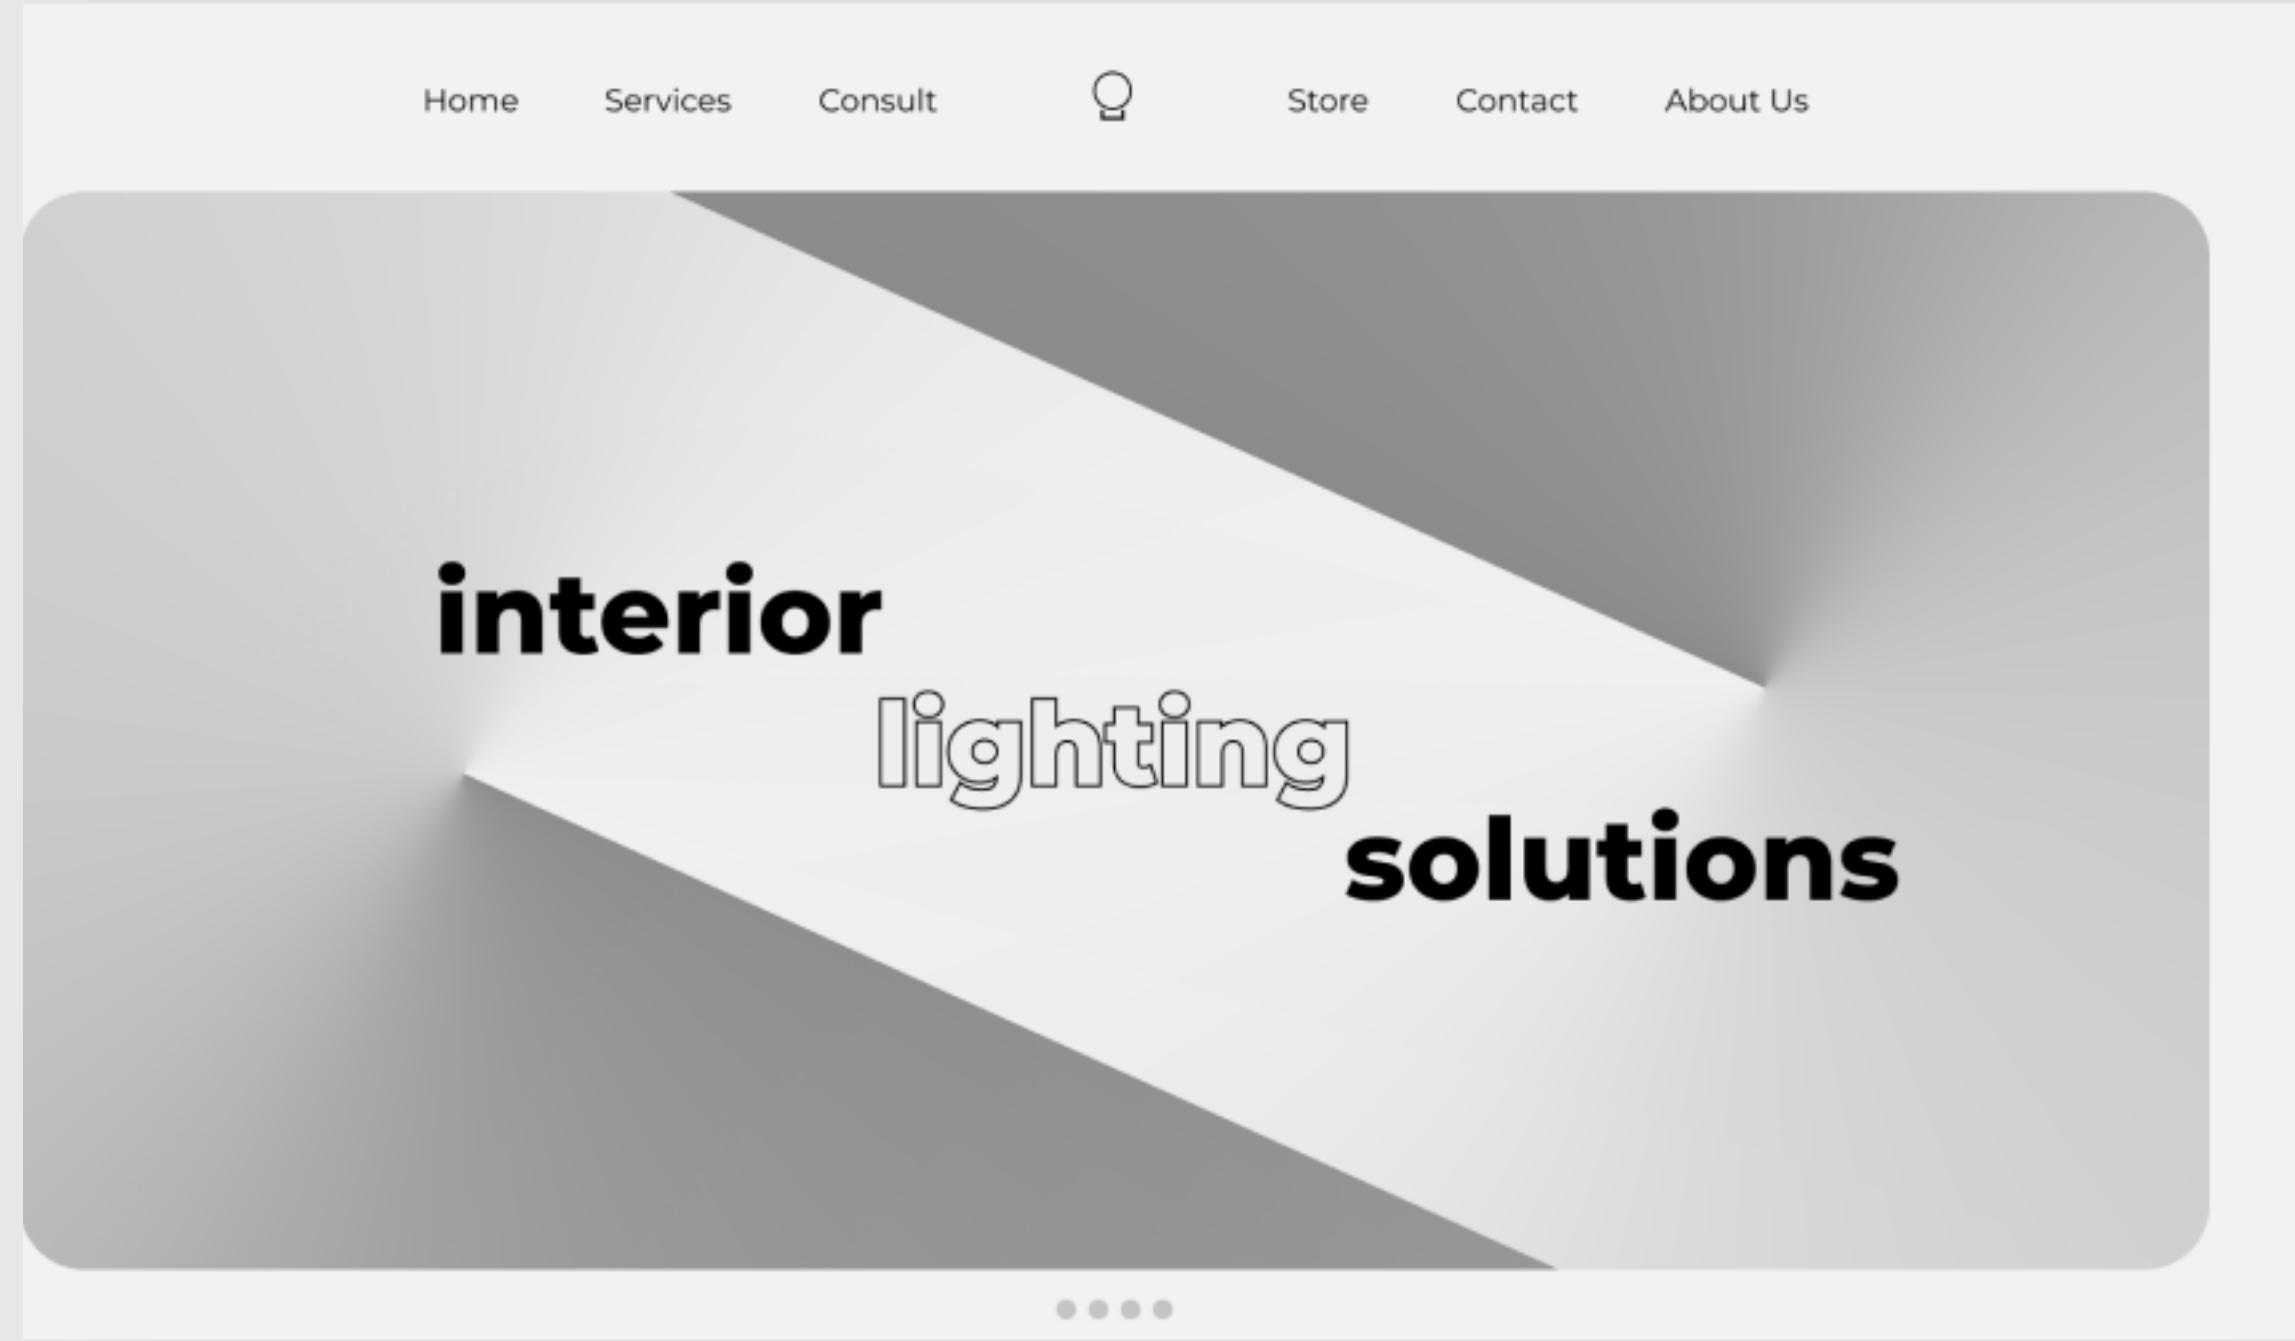 Home Services Consult Store Contact About Us
interior
lighting
solutions